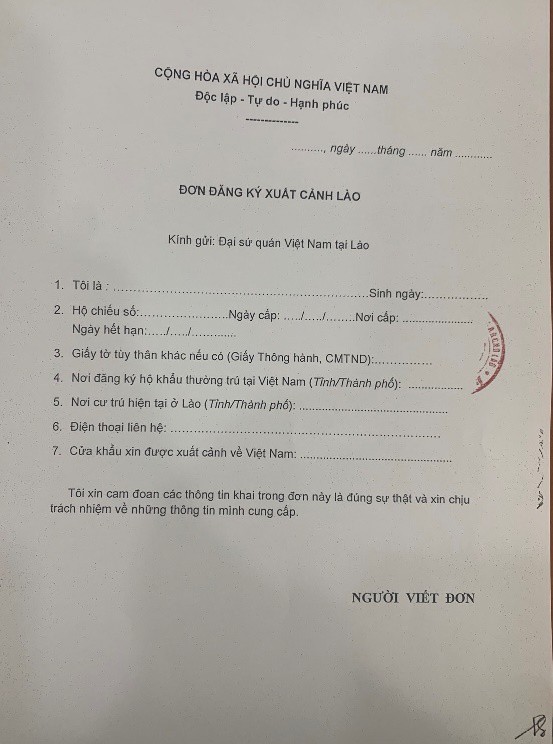 CỘNG HÒA XÃ HỘI CHỦ NGHĨA VIỆT NAM
Độc lập - Tự do - Hạnh phúc
--------------
.........., ngày ......tháng ...... năm ............
ĐƠN ĐĂNG KÝ XUẤT CẢNH LÀO
Kính gửi: Đại sứ quán Việt Nam tại Lào
1. Tôi là : ................................................................Sinh ngày:.................
2. Hộ chiếu số:.......................Ngày cấp: ...../...../........Nơi cấp: ...................
Ngày hết hạn:...../...../............
3. Giấy tờ tùy thân khác nếu có (Giấy Thông hành, CMTND):...............
4. Nơi đăng ký hộ khẩu thường trú tại Việt Nam (Tỉnh/Thành phố): ...............
5. Nơi cư trú hiện tại ở Lào (Tỉnh/Thành phố): ........................................
6. Điện thoại liên hệ: .......................................................................
7. Cửa khẩu xin được xuất cảnh về Việt Nam: ........................................
Tôi xin cam đoan các thông tin khai trong đơn này là đúng sự thật và xin chịu
trách nhiệm về những thông tin mình cung cấp.
NGƯỜI VIẾT ĐƠN